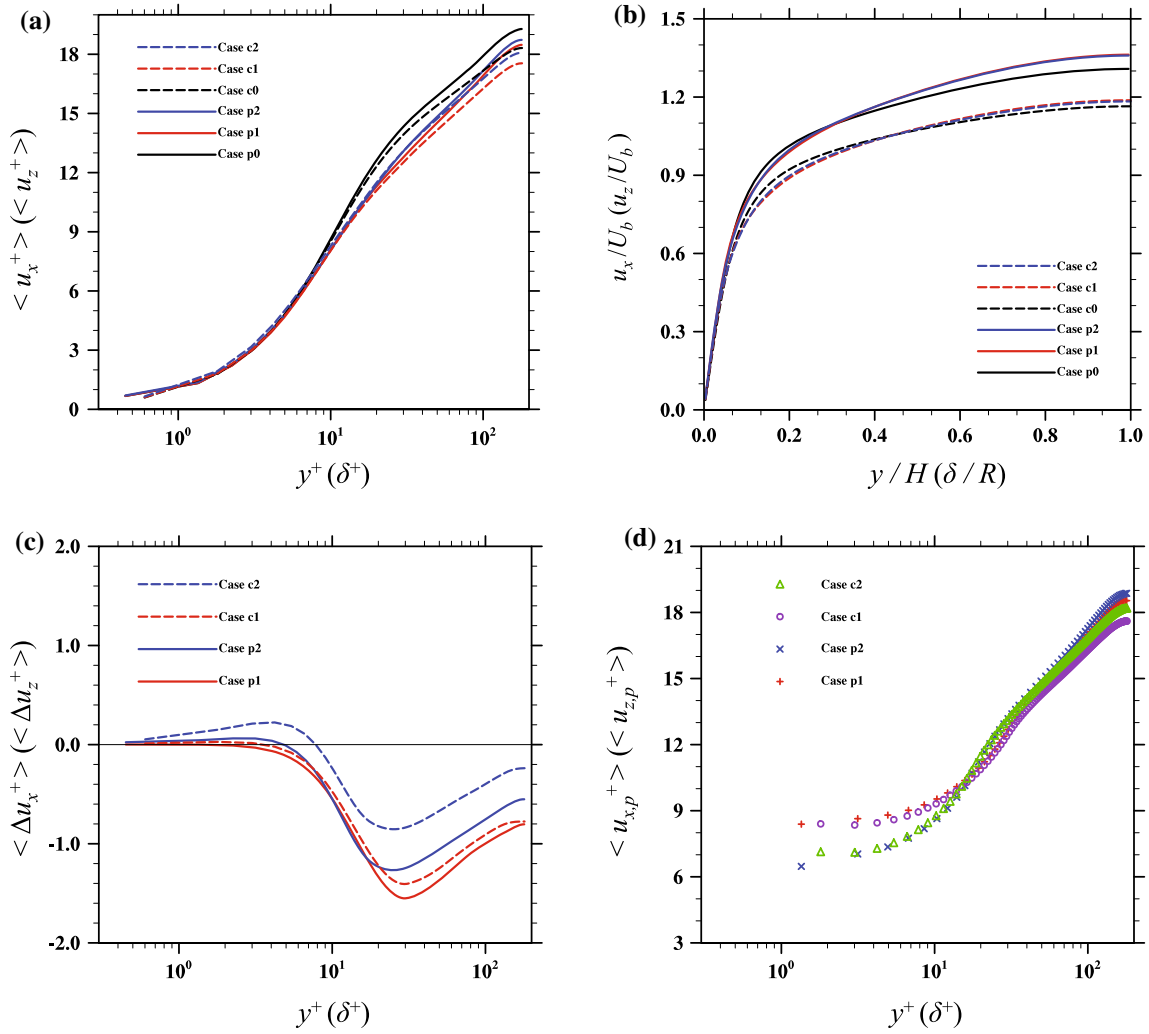 (a)
< u_x^+ > ( < u_z^+ > )
18
15
12
9
6
3
0
Case c2
Case c1
Case c0
Case p2
Case p1
Case p0
10^0
10^1
10^2
y^+ (δ^+)
(b)
u_x / U_b (u_z / U_b)
1.5
1.2
0.9
0.6
0.3
0.0
Case c2
Case c1
Case c0
Case p2
Case p1
Case p0
0.0
0.2
0.4
0.6
0.8
1.0
y / H (δ / R)
(c)
< Δu_x^+ > ( < Δu_z^+ > )
2.0
1.0
0.0
-1.0
-2.0
Case c2
Case c1
Case p2
Case p1
10^0
10^1
10^2
y^+ (δ^+)
(d)
< u_{x,p}^+ > ( < u_{z,p}^+ > )
21
18
15
12
9
6
3
Case c2
Case c1
Case p2
Case p1
10^0
10^1
10^2
y^+ (δ^+)